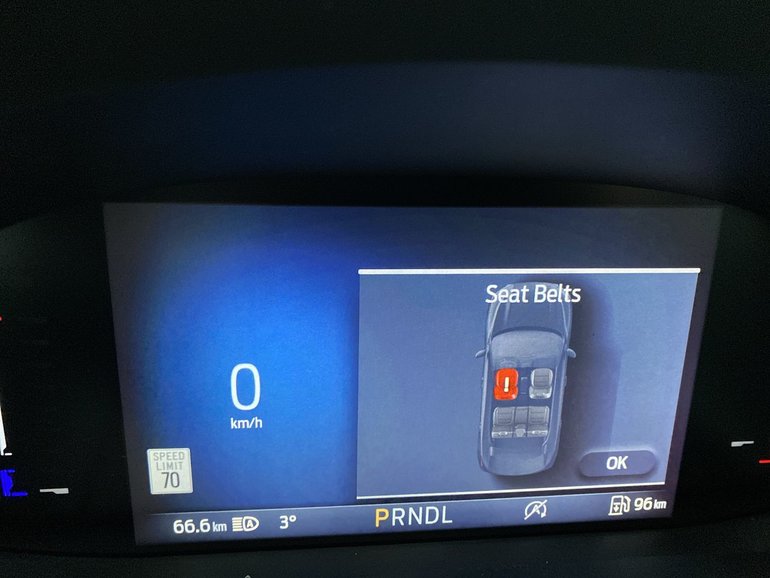 Seat Belts
0
km/h
SPEED
LIMIT
70
OK
66.6 km
A
3°
PRNDL
A
96 km